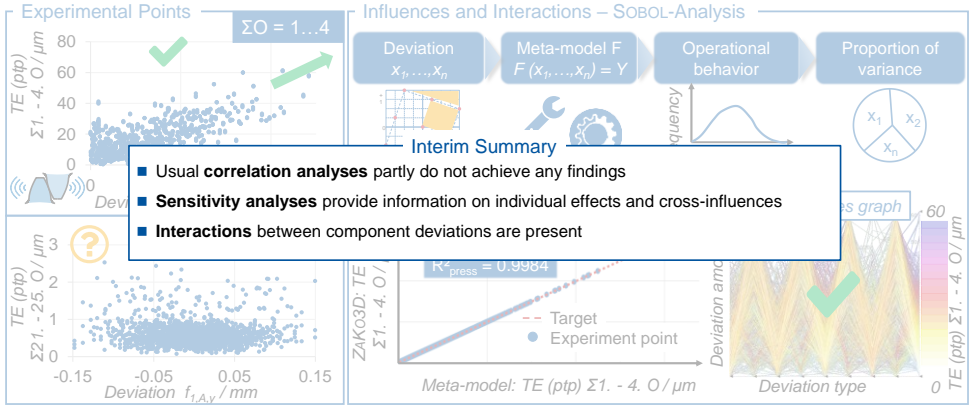 Experimental Points
ΣO = 1…4
TE (ptp)
Σ1. - 4. O / µm
80
60
40
20
0
0
TE (ptp)
Σ21. - 25. O / µm
?
3
2
1
0
-0.15
-0.05
0.05
0.15
Deviation f1,A,γ / mm
Influences and Interactions – SOBOL-Analysis
Deviation
x1,…,xn
Meta-model F
F (x1,…,xn) = Y
Operational
behavior
Proportion of
variance
x1
x2
xn
Interim Summary
■ Usual correlation analyses partly do not achieve any findings
■ Sensitivity analyses provide information on individual effects and cross-influences
■ Interactions between component deviations are present
R²press = 0.9984
ZAKO3D: TE
Σ1. - 4. O /
Target
Experiment point
Meta-model: TE (ptp) Σ1. - 4. O / µm
graph
60
0
Deviation
Deviation type
TE (ptp) Σ1. - 4. O / µm